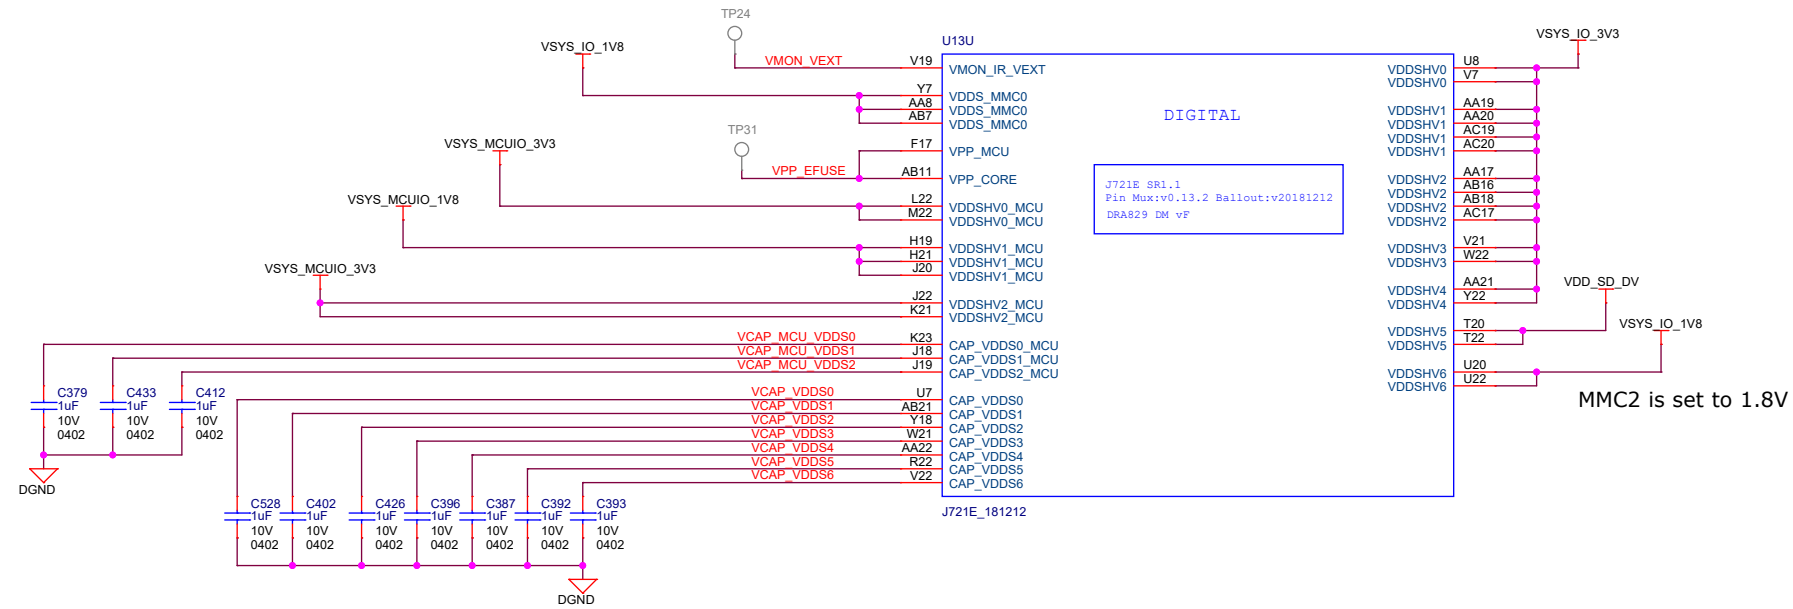 TP24
VSYS_IO_1V8
VMON_VEXT
TP31
VSYS_MCUIO_3V3
VPP_EFUSE
VSYS_MCUIO_1V8
VSYS_MCUIO_3V3
VCAP_MCU_VDDS0
VCAP_MCU_VDDS1
VCAP_MCU_VDDS2
VCAP_VDDS0
VCAP_VDDS1
VCAP_VDDS2
VCAP_VDDS3
VCAP_VDDS4
VCAP_VDDS5
VCAP_VDDS6
C379
1uF
10V
0402
C433
1uF
10V
0402
C412
1uF
10V
0402
DGND
C528
1uF
10V
0402
C402
1uF
10V
0402
C426
1uF
10V
0402
C396
1uF
10V
0402
C387
1uF
10V
0402
C392
1uF
10V
0402
C393
1uF
10V
0402
DGND
U13U
V19 VMON_IR_VEXT
Y7 VDDS_MMC0
AA8 VDDS_MMC0
AB7 VDDS_MMC0
F17 VPP_MCU
AB11 VPP_CORE
L22 VDDSHV0_MCU
M22 VDDSHV0_MCU
H19 VDDSHV1_MCU
H21 VDDSHV1_MCU
J20 VDDSHV1_MCU
J22 VDDSHV2_MCU
K21 VDDSHV2_MCU
K23 CAP_VDDS0_MCU
J18 CAP_VDDS1_MCU
J19 CAP_VDDS2_MCU
U7 CAP_VDDS0
AB21 CAP_VDDS1
Y18 CAP_VDDS2
W21 CAP_VDDS3
AA22 CAP_VDDS4
R22 CAP_VDDS5
V22 CAP_VDDS6
DIGITAL
J721E SR1.1
Pin Mux:v0.13.2 Ballout:v20181212
DRA829 DM vF
VDDSHV0 U8
VDDSHV0 V7
VDDSHV1 AA19
VDDSHV1 AA20
VDDSHV1 AC19
VDDSHV1 AC20
VDDSHV2 AA17
VDDSHV2 AB16
VDDSHV2 AB18
VDDSHV2 AC17
VDDSHV3 V21
VDDSHV3 W22
VDDSHV4 AA21
VDDSHV4 Y22
VDDSHV5 T20
VDDSHV5 T22
VDDSHV6 U20
VDDSHV6 U22
J721E_181212
VSYS_IO_3V3
VDD_SD_DV
VSYS_IO_1V8
MMC2 is set to 1.8V